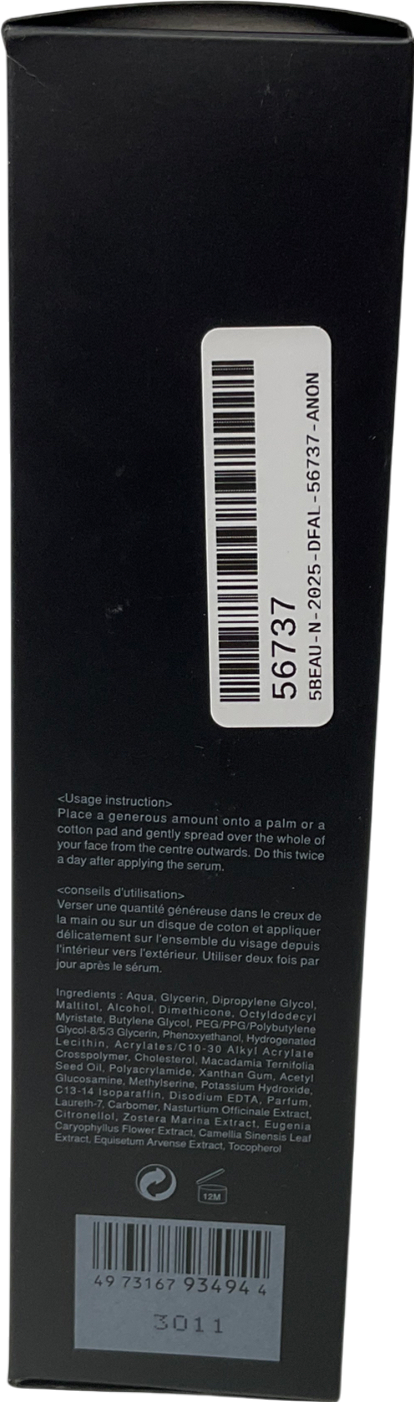 56737
5BEAU-N-2025-DFAL-56737-ANON
<Usage instruction>
Place a generous amount onto a palm or a
cotton pad and gently spread over the whole of
your face from the centre outwards. Do this twice
a day after applying the serum.
<conseils d'utilisation>
Verser une quantité généreuse dans le creux de
la main ou sur un disque de coton et appliquer
délicatement sur l'ensemble du visage depuis
l'intérieur vers l'extérieur. Utiliser deux fois par
jour après le sérum.
Ingredients : Aqua, Glycerin, Dipropylene Glycol,
Maltitol, Alcohol, Dimethicone, Octyldodecyl
Myristate, Butylene Glycol, PEG/PPG/Polybutylene
Glycol-8/5/3 Glycerin, Phenoxyethanol, Hydrogenated
Lecithin, Acrylates/C10-30 Alkyl Acrylate
Crosspolymer, Cholesterol, Macadamia Ternifolia
Seed Oil, Polyacrylamide, Xanthan Gum, Acetyl
Glucosamine, Methylserine, Potassium Hydroxide,
C13-14 Isoparaffin, Disodium EDTA, Parfum,
Laureth-7, Carbomer, Nasturtium Officinale Extract,
Citronellol, Zostera Marina Extract, Eugenia
Caryophyllus Flower Extract, Camellia Sinensis Leaf
Extract, Equisetum Arvense Extract, Tocopherol
12M
49 73167 93494 4
3011